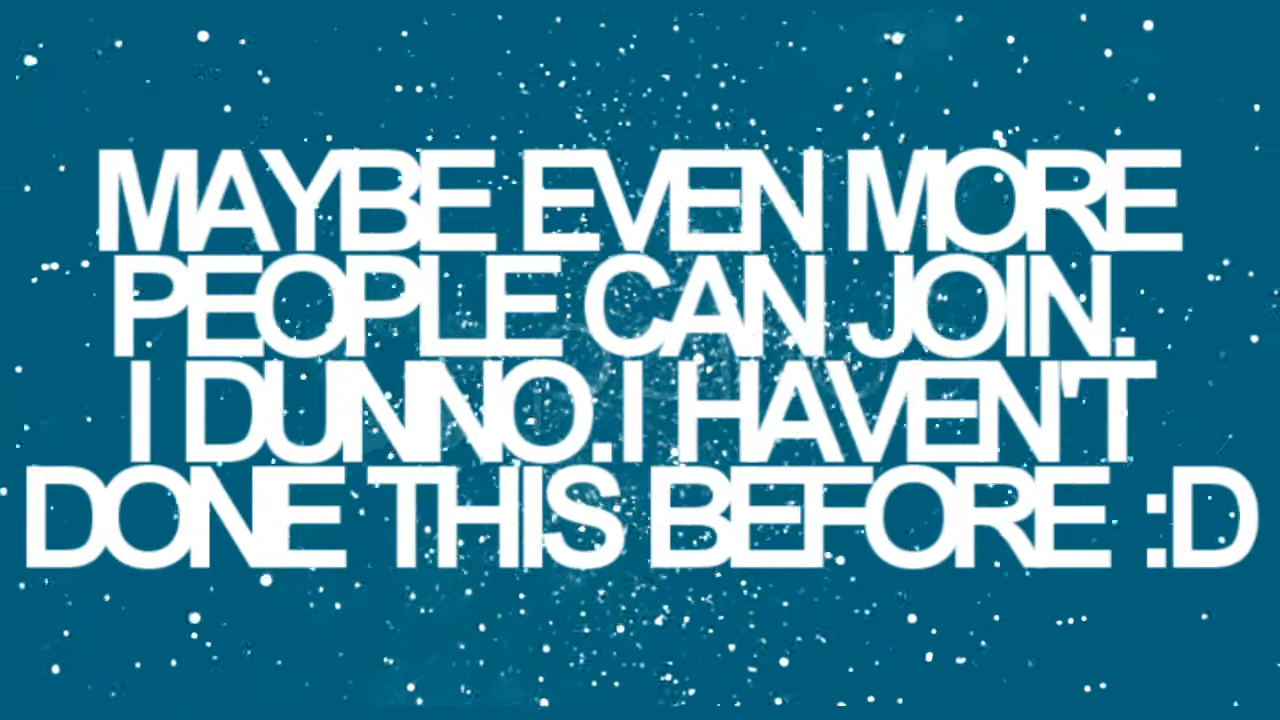 MAYBE EVEN MORE
PEOPLE CAN JOIN.
I DUNNO. I HAVEN'T
DONE THIS BEFORE :D